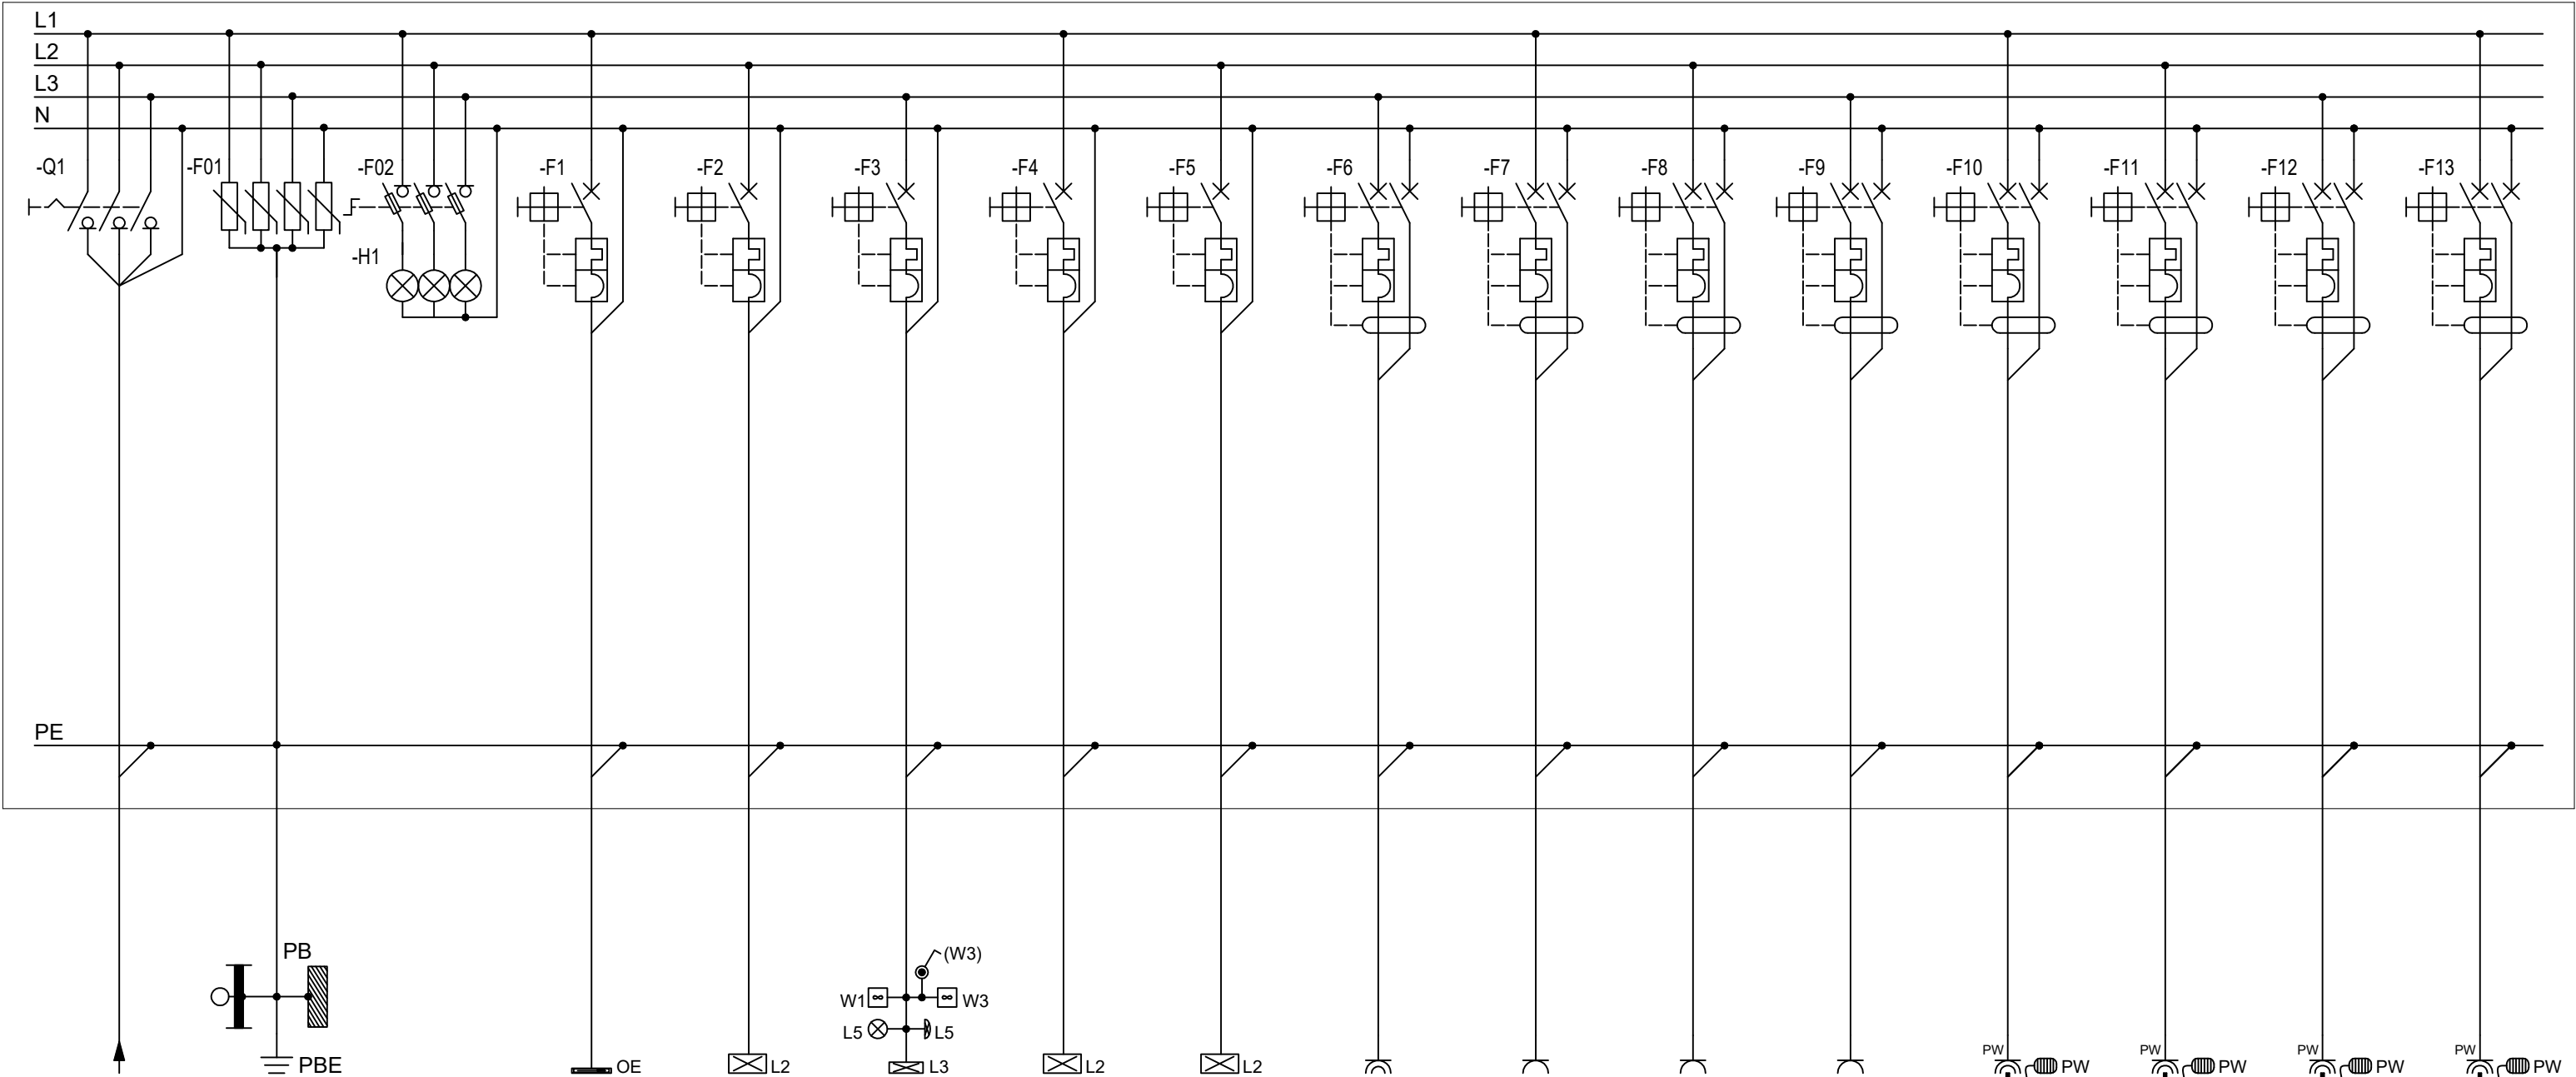 L1
L2
L3
N
-Q1 -F01 -F02 -F1 -F2 -F3 -F4 -F5 -F6 -F7 -F8 -F9 -F10 -F11 -F12 -F13
-H1
PE
PB (W3)
W1 ∞ ∞ W3
L5 L5
PW PW PW PW
PBE OE L2 L3 L2 L2 PW PW PW PW